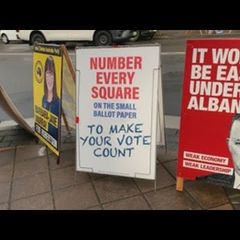 NUMBER
EVERY
SQUARE
ON THE SMALL
BALLOT PAPER
TO MAKE
YOUR VOTE
COUNT
IT WO
BE EA
UNDER
ALBAN
WEAK ECONOMY.
WEAK LEADERSHIP.